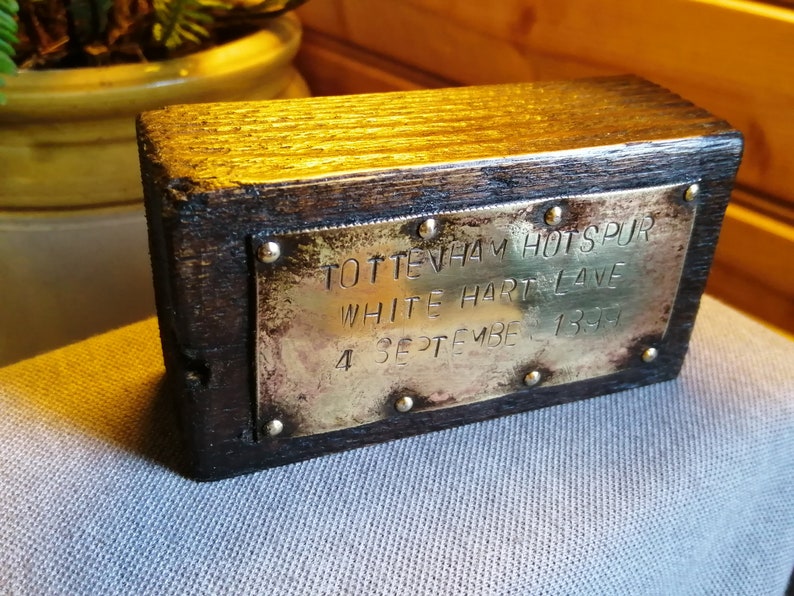 TOTTENHAM HOTSPUR
WHITE HART LANE
4 SEPTEMBER 1899